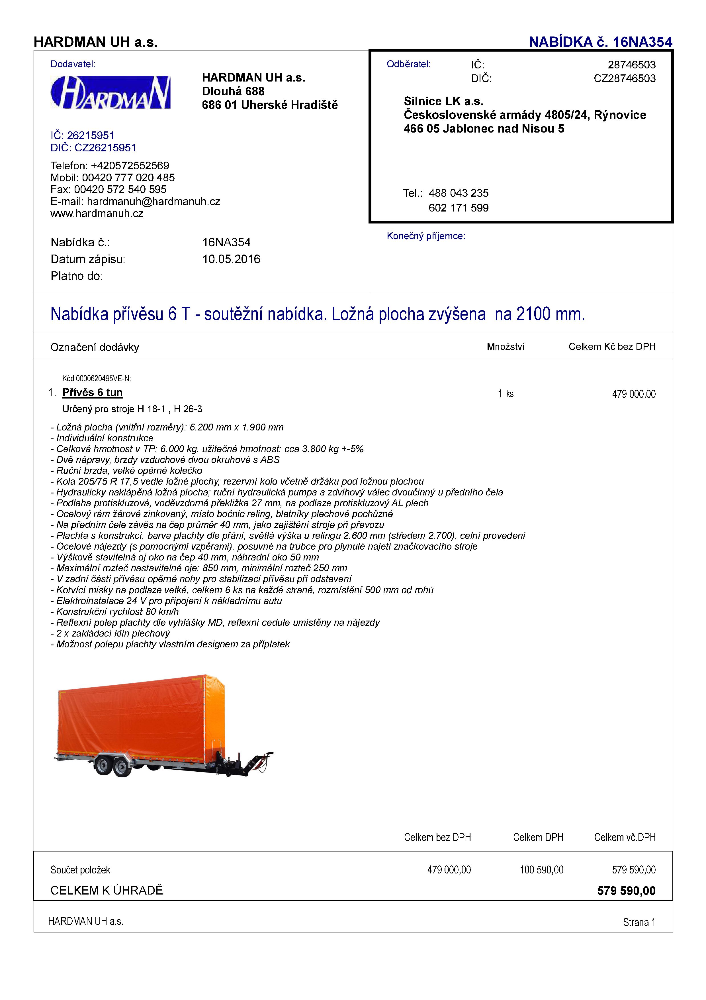 HARDMAN UH a.s.
NABÍDKA č. 16NA354
Dodavatel:
HARDMAN
HARDMAN UH a.s.
Dlouhá 688
686 01 Uherské Hradiště
IČ: 26215951
DIČ: CZ26215951
Telefon: +420572552569
Mobil: 00420 777 020 485
Fax: 00420 572 540 595
E-mail: hardmanuh@hardmanuh.cz
www.hardmanuh.cz
Nabídka č.: 16NA354
Datum zápisu: 10.05.2016
Platno do:
Odběratel: IČ: 28746503
DIČ: CZ28746503
Silnice LK a.s.
Československé armády 4805/24, Rýnovice
466 05 Jablonec nad Nisou 5
Tel.: 488 043 235
602 171 599
Konečný příjemce:
Nabídka přívěsu 6 T - soutěžní nabídka. Ložná plocha zvýšena  na 2100 mm.
Označení dodávky Množství Celkem Kč bez DPH
Kód 0000620495VE-N:
1. Přívěs 6 tun 1 ks 479 000,00
Určený pro stroje H 18-1 , H 26-3
- Ložná plocha (vnitřní rozměry): 6.200 mm x 1.900 mm
- Individuální konstrukce
- Celková hmotnost v TP: 6.000 kg, užitečná hmotnost: cca 3.800 kg +-5%
- Dvě nápravy, brzdy vzduchové dvou okruhové s ABS
- Ruční brzda, velké opěrné kolečko
- Kola 205/75 R 17,5 vedle ložné plochy, rezervní kolo včetně držáku pod ložnou plochou
- Hydraulicky naklápěná ložná plocha; ruční hydraulická pumpa a zdvihový válec dvoučinný u předního čela
- Podlaha protiskluzová, voděvzdorná překližka 27 mm, na podlaze protiskluzový AL plech
- Ocelový rám žárově zinkovaný, místo bočnic reling, blatníky plechové pochůzné
- Na předním čele závěs na čep průměr 40 mm, jako zajištění stroje při převozu
- Plachta s konstrukcí, barva plachty dle přání, světlá výška u relingu 2.600 mm (středem 2.700), celní provedení
- Ocelové nájezdy (s pomocnými vzpěrami), posuvné na trubce pro plynulé najetí značkovacího stroje
- Výškově stavitelná oj oko na čep 40 mm, náhradní oko 50 mm
- Maximální rozteč nastavitelné oje: 850 mm, minimální rozteč 250 mm
- V zadní části přívěsu opěrné nohy pro stabilizaci přívěsu při odstavení
- Kotvící misky na podlaze velké, celkem 6 ks na každé straně, rozmístění 500 mm od rohů
- Elektroinstalace 24 V pro připojení k nákladnímu autu
- Konstrukční rychlost 80 km/h
- Reflexní polep plachty dle vyhlášky MD, reflexní cedule umístěny na nájezdy
- 2 x zakládací klín plechový
- Možnost polepu plachty vlastním designem za příplatek
Celkem bez DPH Celkem DPH Celkem vč.DPH
Součet položek 479 000,00 100 590,00 579 590,00
CELKEM K ÚHRADĚ 579 590,00
HARDMAN UH a.s. Strana 1